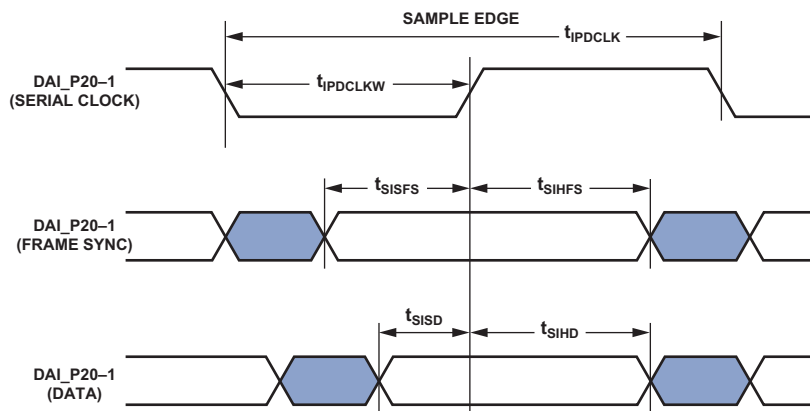 SAMPLE EDGE
tIPDCLK
DAI_P20–1
(SERIAL CLOCK)
tIPDCLKW
tSISFS
tSIHFS
DAI_P20–1
(FRAME SYNC)
tSISD
tSIHD
DAI_P20–1
(DATA)